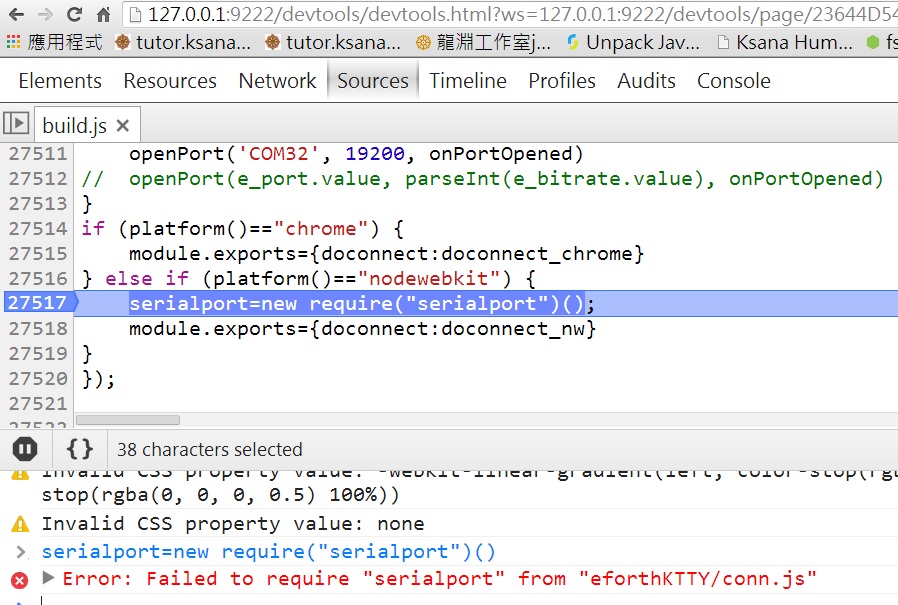 127.0.0.1:9222/devtools/devtools.html?ws=127.0.0.1:9222/devtools/page/23644D54
應用程式 tutor.ksana... tutor.ksana... 龍淵工作室j... Unpack Jav... Ksana Hum... fs
Elements Resources Network Sources Timeline Profiles Audits Console
build.js ×
27511 openPort('COM32', 19200, onPortOpened)
27512 // openPort(e_port.value, parseInt(e_bitrate.value), onPortOpened)
27513 }
27514 if (platform()=="chrome") {
27515 module.exports={doconnect:doconnect_chrome}
27516 } else if (platform()=="nodewebkit") {
27517 serialport=new require("serialport")();
27518 module.exports={doconnect:doconnect_nw}
27519 }
27520 });
27521
27522
{} 38 characters selected
Invalid CSS property value: -webkit-linear-gradient(left, color-stop(rg
stop(rgba(0, 0, 0, 0.5) 100%))
Invalid CSS property value: none
> serialport=new require("serialport")()
Error: Failed to require "serialport" from "eforthKTTY/conn.js"